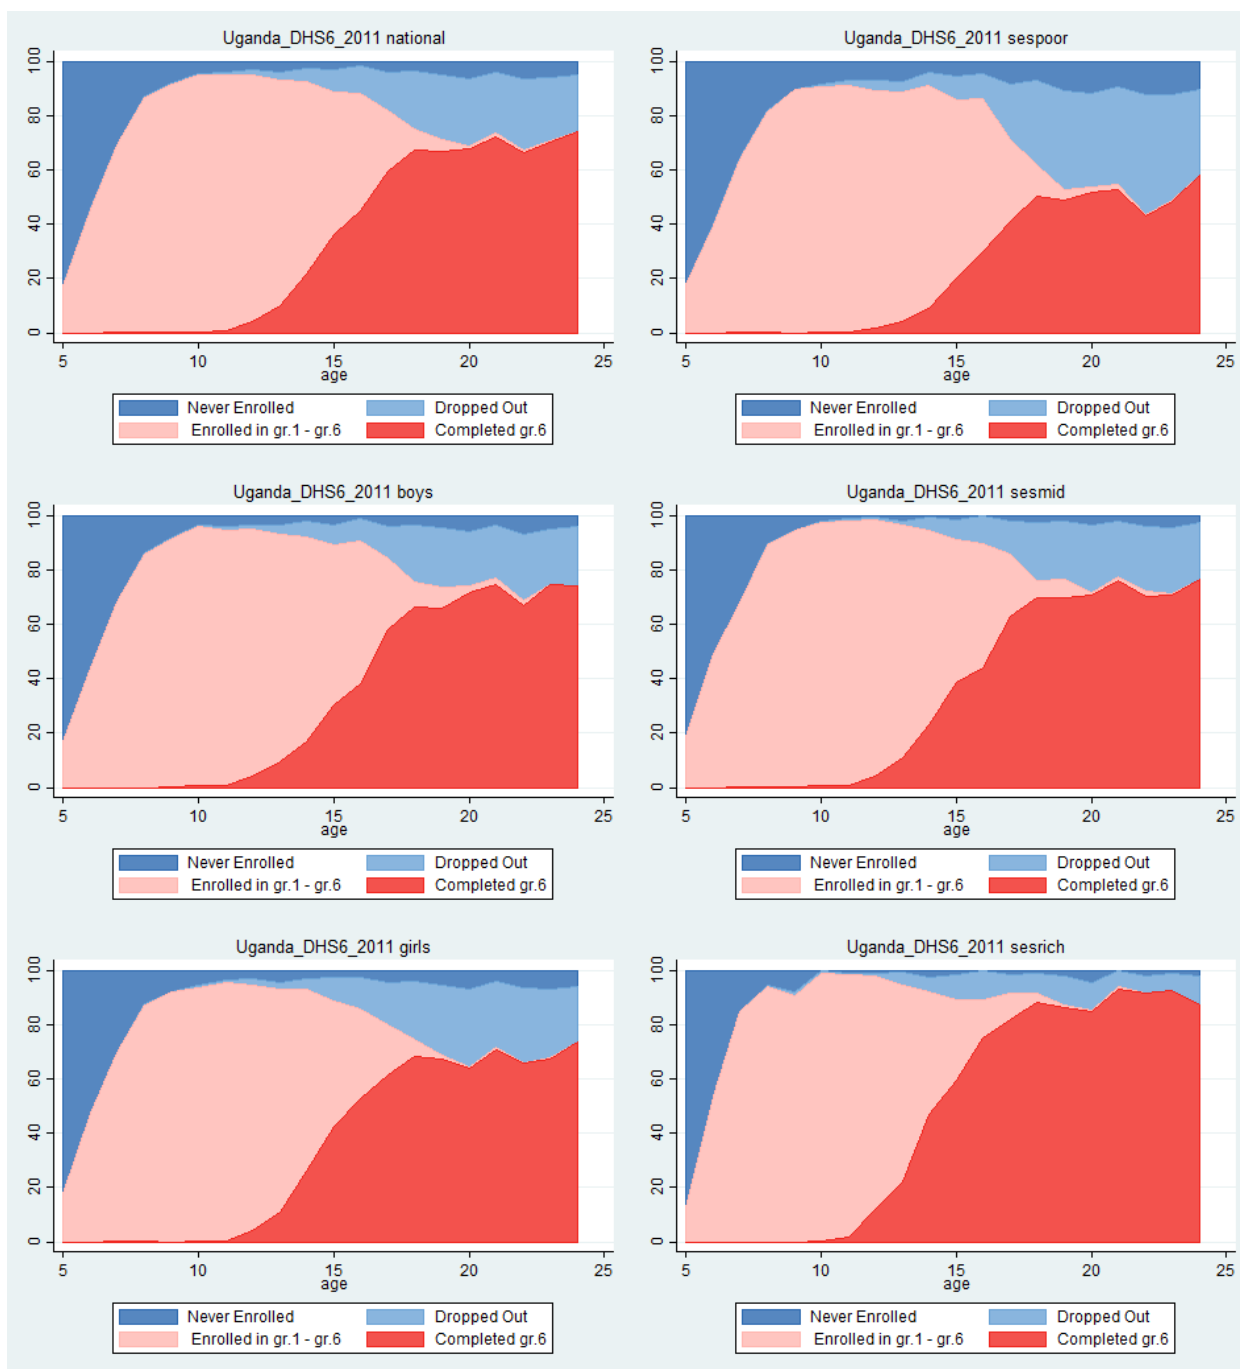 Uganda_DHS6_2011 national
100
80
60
40
20
0
5 10 15 20 25
age
Never Enrolled Dropped Out
Enrolled in gr.1 - gr.6 Completed gr.6
Uganda_DHS6_2011 sespoor
100
80
60
40
20
0
5 10 15 20 25
age
Never Enrolled Dropped Out
Enrolled in gr.1 - gr.6 Completed gr.6
Uganda_DHS6_2011 boys
100
80
60
40
20
0
5 10 15 20 25
age
Never Enrolled Dropped Out
Enrolled in gr.1 - gr.6 Completed gr.6
Uganda_DHS6_2011 sesmid
100
80
60
40
20
0
5 10 15 20 25
age
Never Enrolled Dropped Out
Enrolled in gr.1 - gr.6 Completed gr.6
Uganda_DHS6_2011 girls
100
80
60
40
20
0
5 10 15 20 25
age
Never Enrolled Dropped Out
Enrolled in gr.1 - gr.6 Completed gr.6
Uganda_DHS6_2011 sesrich
100
80
60
40
20
0
5 10 15 20 25
age
Never Enrolled Dropped Out
Enrolled in gr.1 - gr.6 Completed gr.6